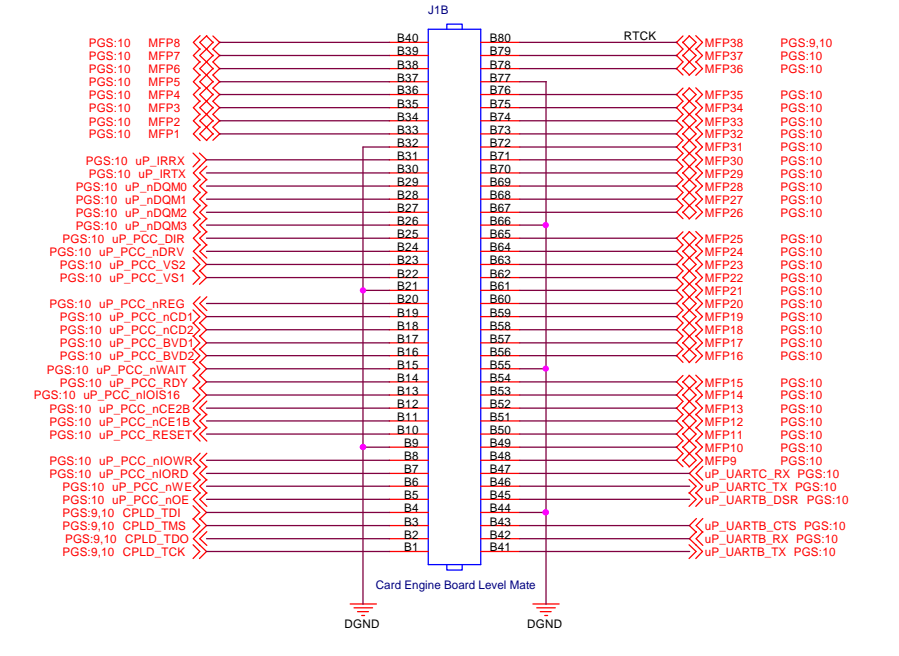 J1B
PGS:10 MFP8 B40 B80 RTCK MFP38 PGS:9,10
PGS:10 MFP7 B39 B79 MFP37 PGS:10
PGS:10 MFP6 B38 B78 MFP36 PGS:10
PGS:10 MFP5 B37 B77
PGS:10 MFP4 B36 B76 MFP35 PGS:10
PGS:10 MFP3 B35 B75 MFP34 PGS:10
PGS:10 MFP2 B34 B74 MFP33 PGS:10
PGS:10 MFP1 B33 B73 MFP32 PGS:10
B32 B72 MFP31 PGS:10
PGS:10 uP_IRRX B31 B71 MFP30 PGS:10
PGS:10 uP_IRTX B30 B70 MFP29 PGS:10
PGS:10 uP_nDQM0 B29 B69 MFP28 PGS:10
PGS:10 uP_nDQM1 B28 B68 MFP27 PGS:10
PGS:10 uP_nDQM2 B27 B67 MFP26 PGS:10
PGS:10 uP_nDQM3 B26 B66
PGS:10 uP_PCC_DIR B25 B65 MFP25 PGS:10
PGS:10 uP_PCC_nDRV B24 B64 MFP24 PGS:10
PGS:10 uP_PCC_VS2 B23 B63 MFP23 PGS:10
PGS:10 uP_PCC_VS1 B22 B62 MFP22 PGS:10
B21 B61 MFP21 PGS:10
PGS:10 uP_PCC_nREG B20 B60 MFP20 PGS:10
PGS:10 uP_PCC_nCD1 B19 B59 MFP19 PGS:10
PGS:10 uP_PCC_nCD2 B18 B58 MFP18 PGS:10
PGS:10 uP_PCC_BVD1 B17 B57 MFP17 PGS:10
PGS:10 uP_PCC_BVD2 B16 B56 MFP16 PGS:10
PGS:10 uP_PCC_nWAIT B15 B55
PGS:10 uP_PCC_RDY B14 B54 MFP15 PGS:10
PGS:10 uP_PCC_nIOIS16 B13 B53 MFP14 PGS:10
PGS:10 uP_PCC_nCE2B B12 B52 MFP13 PGS:10
PGS:10 uP_PCC_nCE1B B11 B51 MFP12 PGS:10
PGS:10 uP_PCC_RESET B10 B50 MFP11 PGS:10
B9 B49 MFP10 PGS:10
PGS:10 uP_PCC_nIOWR B8 B48 MFP9 PGS:10
PGS:10 uP_PCC_nIORD B7 B47 uP_UARTC_RX PGS:10
PGS:10 uP_PCC_nWE B6 B46 uP_UARTC_TX PGS:10
PGS:10 uP_PCC_nOE B5 B45 uP_UARTB_DSR PGS:10
PGS:9,10 CPLD_TDI B4 B44
PGS:9,10 CPLD_TMS B3 B43 uP_UARTB_CTS PGS:10
PGS:9,10 CPLD_TDO B2 B42 uP_UARTB_RX PGS:10
PGS:9,10 CPLD_TCK B1 B41 uP_UARTB_TX PGS:10
Card Engine Board Level Mate
DGND DGND